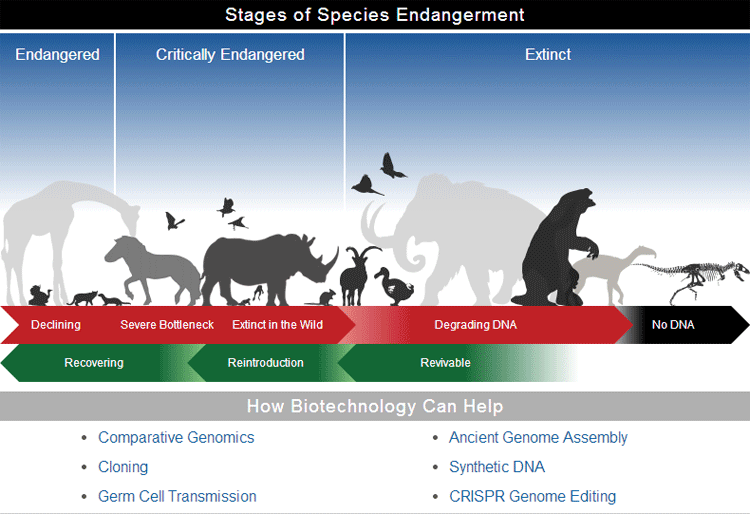 Stages of Species Endangerment
Endangered
Critically Endangered
Extinct
Declining
Severe Bottleneck
Extinct in the Wild
Degrading DNA
No DNA
Recovering
Reintroduction
Revivable
How Biotechnology Can Help
• Comparative Genomics
• Cloning
• Germ Cell Transmission
• Ancient Genome Assembly
• Synthetic DNA
• CRISPR Genome Editing